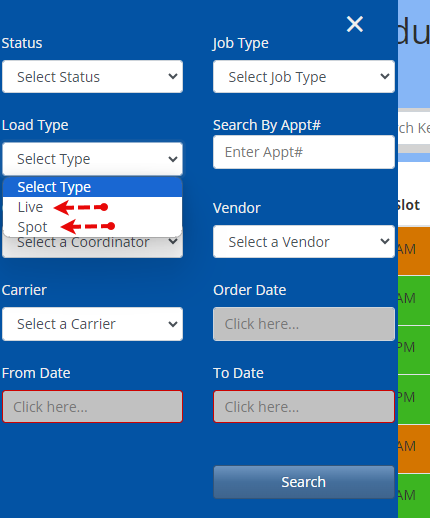 ×
du
Status
Job Type
Select Status
Select Job Type
Load Type
Search By Appt#
ch Ke
Select Type
Enter Appt#
Select Type
Live
Spot
Vendor
Slot
Select a Coordinator
Select a Vendor
AM
Carrier
Order Date
AM
Select a Carrier
Click here...
PM
From Date
To Date
Click here...
Click here...
PM
AM
Search
AM